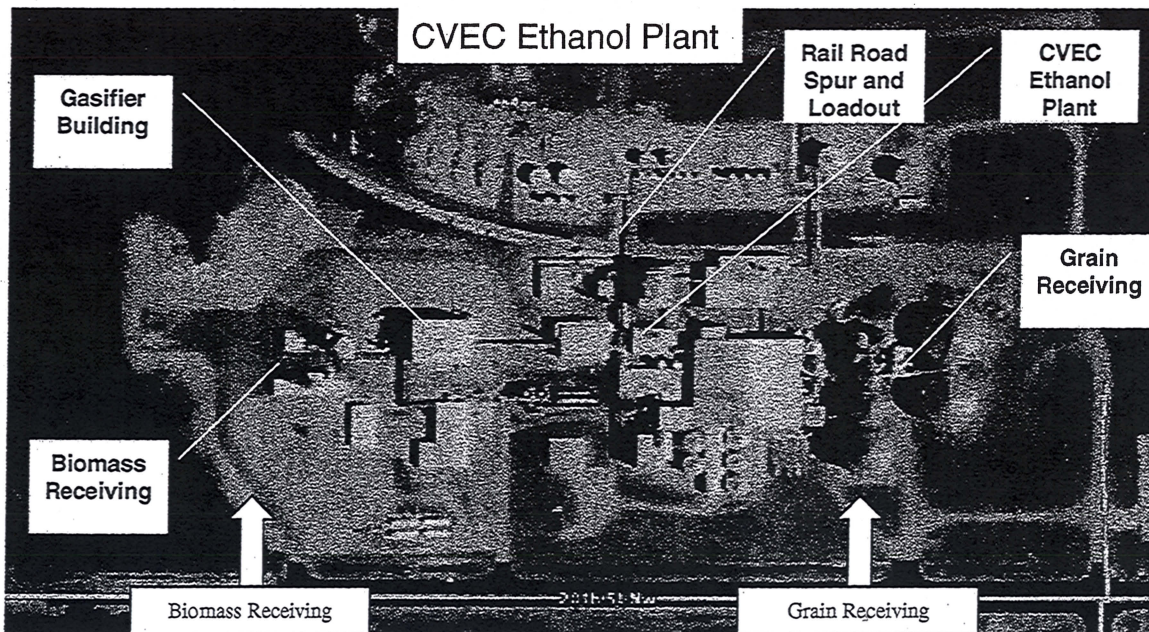 CVEC Ethanol Plant
Gasifier
Building
Rail Road
Spur and
Loadout
CVEC
Ethanol
Plant
Grain
Receiving
Biomass
Receiving
Biomass Receiving
Grain Receiving